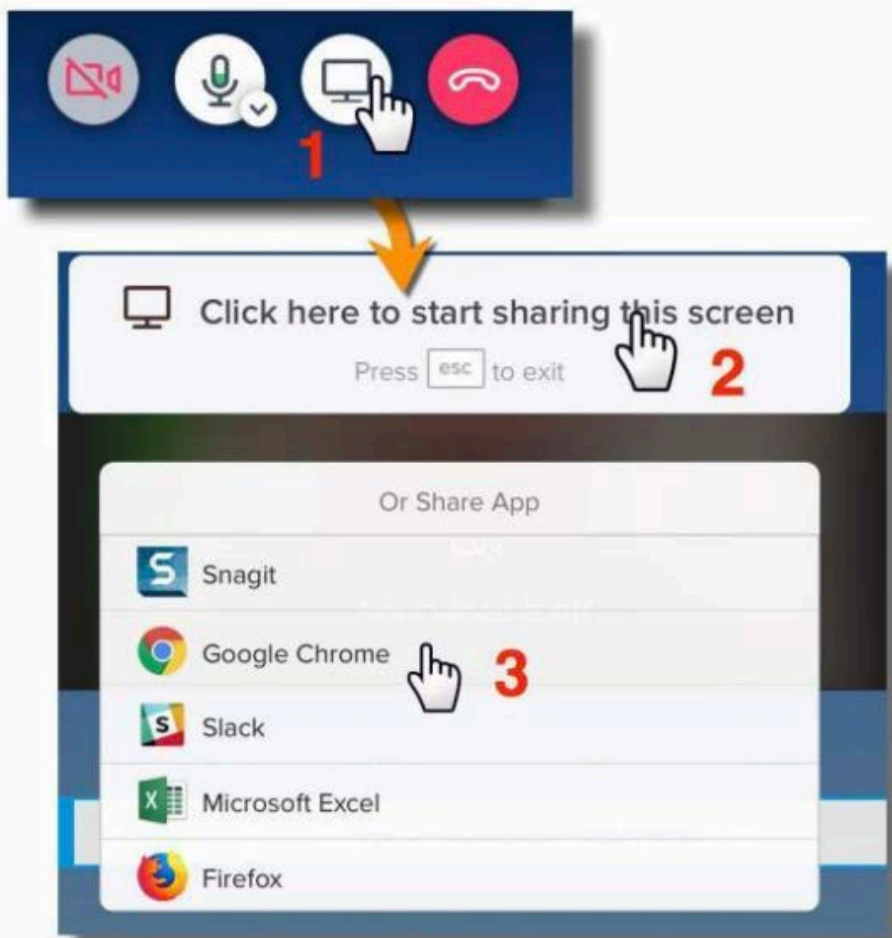 1
Click here to start sharing this screen
Press esc to exit
2
Or Share App
S Snagit
Google Chrome
3
S Slack
X Microsoft Excel
Firefox